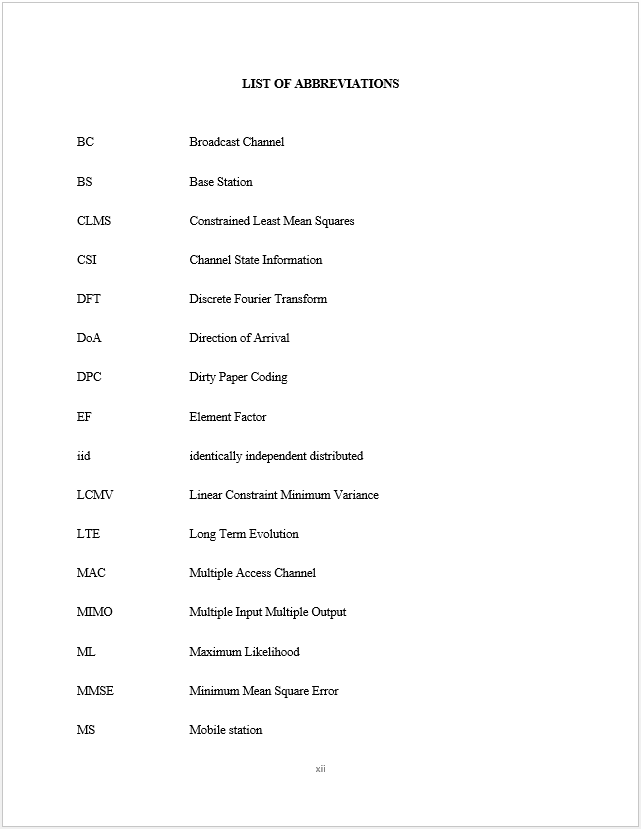 LIST OF ABBREVIATIONS
BC Broadcast Channel
BS Base Station
CLMS Constrained Least Mean Squares
CSI Channel State Information
DFT Discrete Fourier Transform
DoA Direction of Arrival
DPC Dirty Paper Coding
EF Element Factor
iid identically independent distributed
LCMV Linear Constraint Minimum Variance
LTE Long Term Evolution
MAC Multiple Access Channel
MIMO Multiple Input Multiple Output
ML Maximum Likelihood
MMSE Minimum Mean Square Error
MS Mobile station
xii